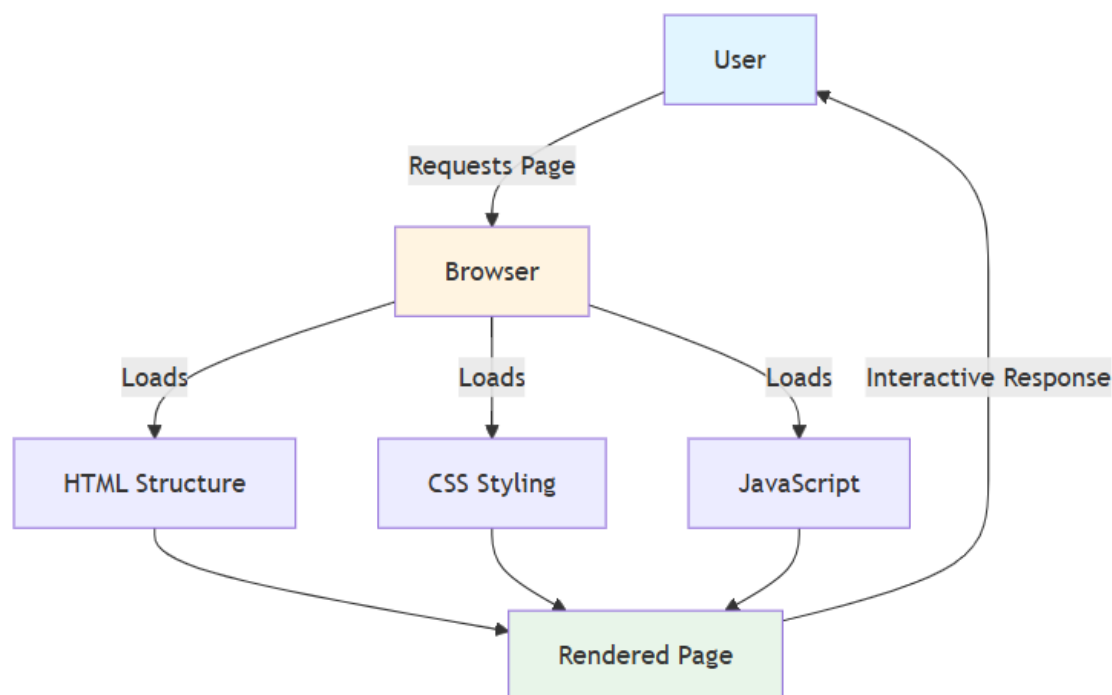 User
Requests Page
Browser
Loads
Loads
Loads
Interactive Response
HTML Structure
CSS Styling
JavaScript
Rendered Page